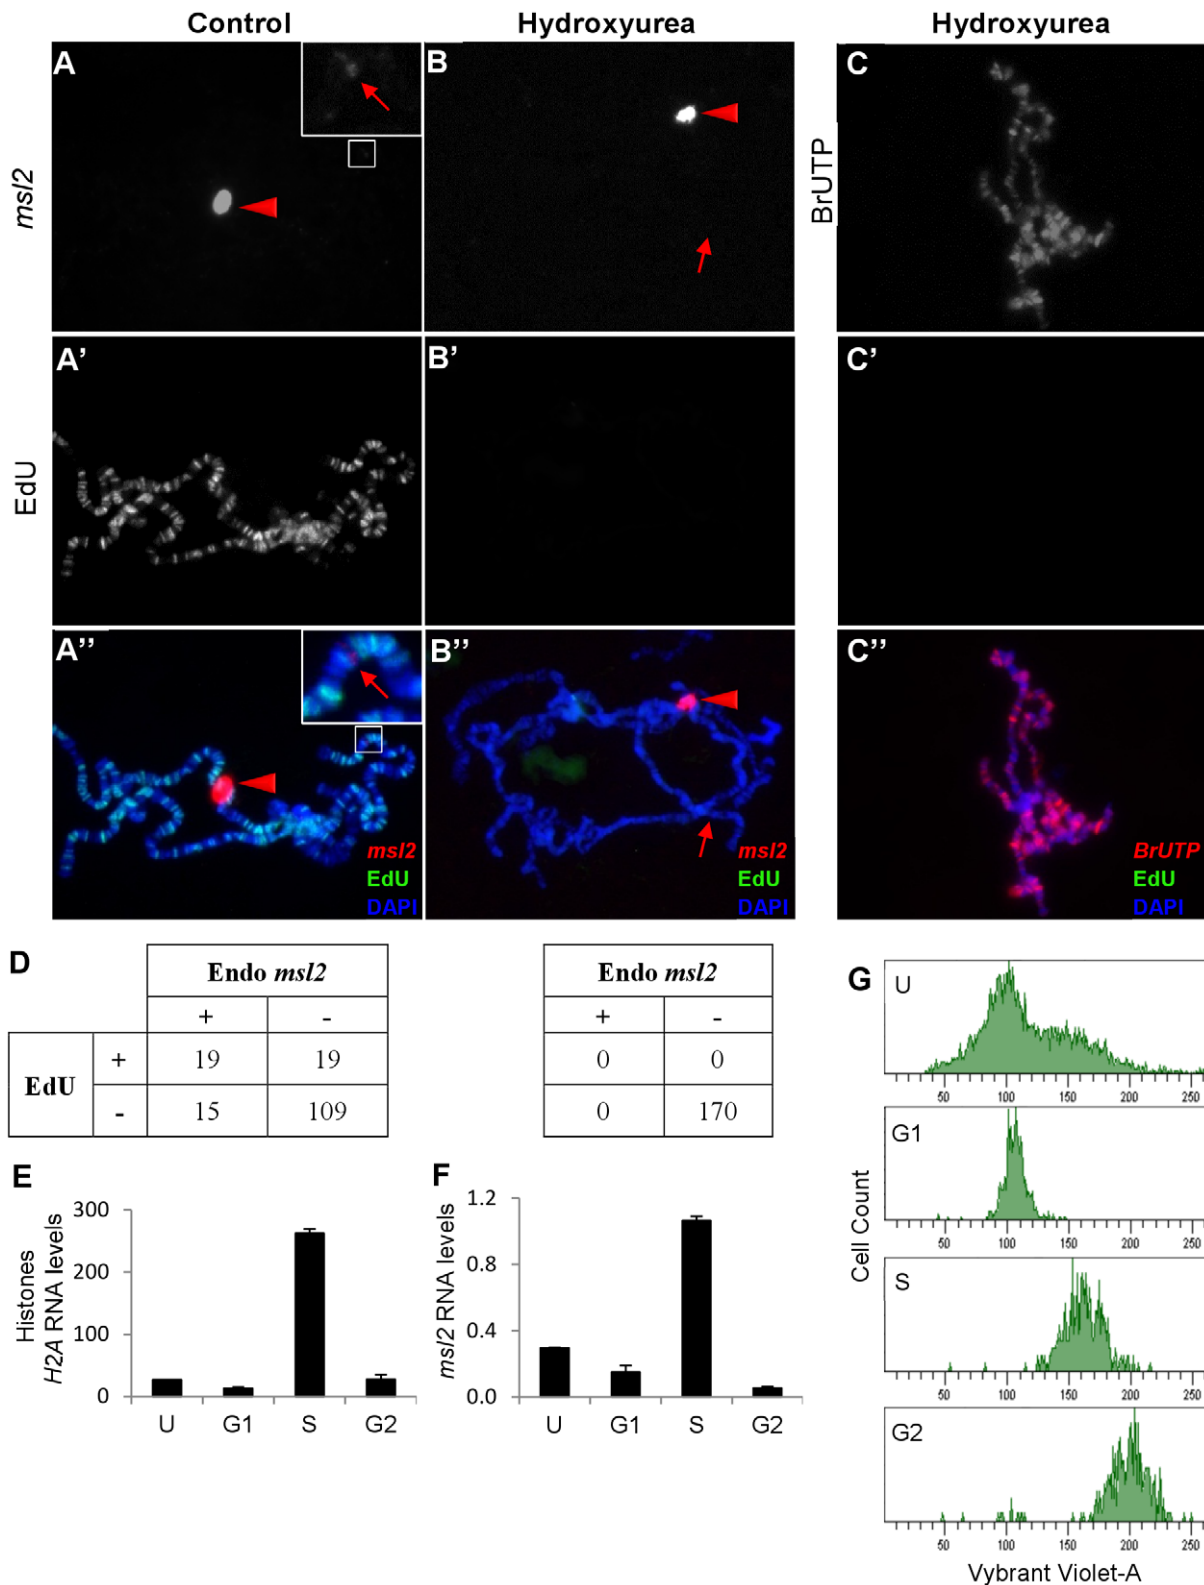 Control
Hydroxyurea
Hydroxyurea
A
B
C
msl2
BrUTP
A’
B’
C’
EdU
A’’
B’’
C’’
msl2
EdU
DAPI
msl2
EdU
DAPI
BrUTP
EdU
DAPI
D
Endo msl2
+ -
EdU + 19 19
- 15 109
Endo msl2
+ -
0 0
0 170
E
Histones
H2A RNA levels
300
200
100
0
U G1 S G2
F
msl2 RNA levels
1.2
0.8
0.4
0.0
U G1 S G2
G
Cell Count
U
50 100 150 200 250
G1
50 100 150 200 250
S
50 100 150 200 250
G2
50 100 150 200 250
Vybrant Violet-A